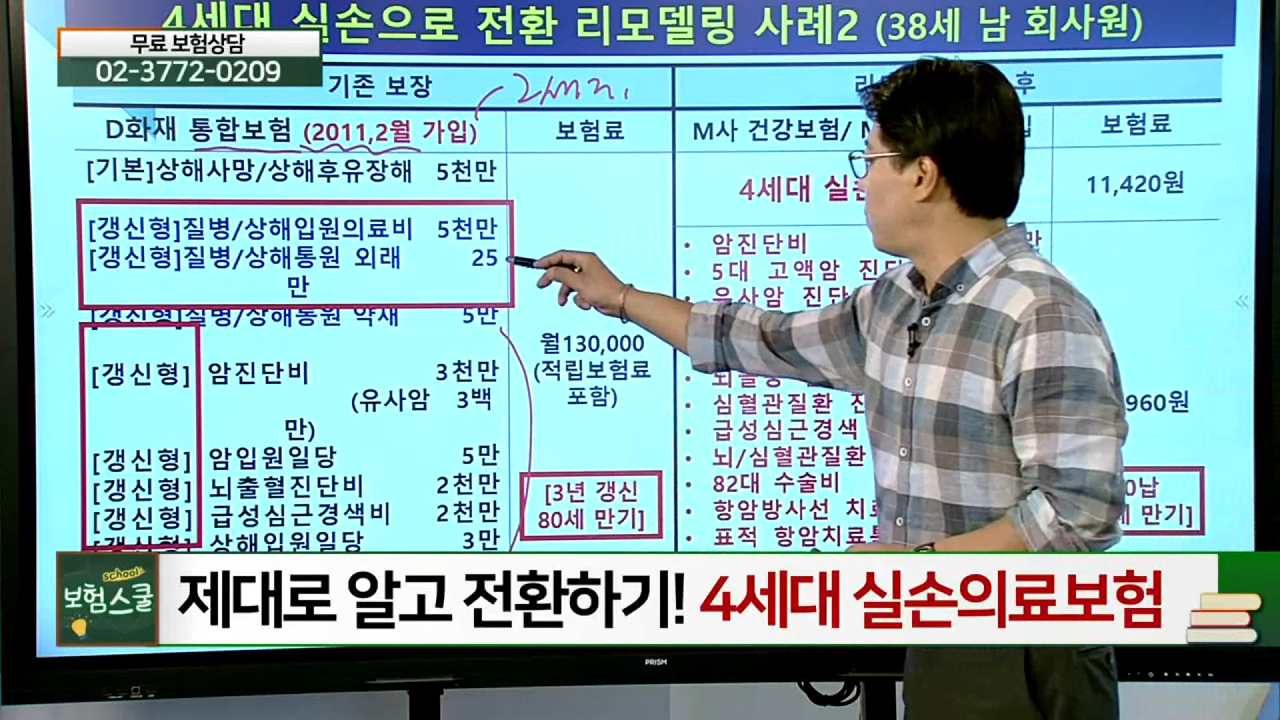 4세대 실손으로 전환 리모델링 사례2 (38세 남 회사원)
무료 보험상담
02-3772-0209
기존 보장
후
2세대
D화재 통합보험 (2011,2월 가입)
보험료
M사 건강보험/
보험료
[기본]상해사망/상해후유장해 5천만
4세대
11,420원
[갱신형]질병/상해입원의료비 5천만
[갱신형]질병/상해통원 외래 25
만
[갱신형]질병/상해통원 약제 5만
월130,000
(적립보험료
포함)
[갱신형] 암진단비 3천만
(유사암 3백
만)
[갱신형] 암입원일당 5만
[갱신형] 뇌출혈진단비 2천만
[갱신형] 급성심근경색비 2천만
[갱신형] 상해입원일당 3만
[3년 갱신
80세 만기]
• 암진단비
• 5대 고액암
• 유사암
• 심혈관질환
• 급성심근경색
• 뇌/심혈관질환
• 82대 수술비
• 항암방사선
• 표적
960원
만기]
school
보험스쿨
제대로 알고 전환하기! 4세대 실손의료보험
PRISM